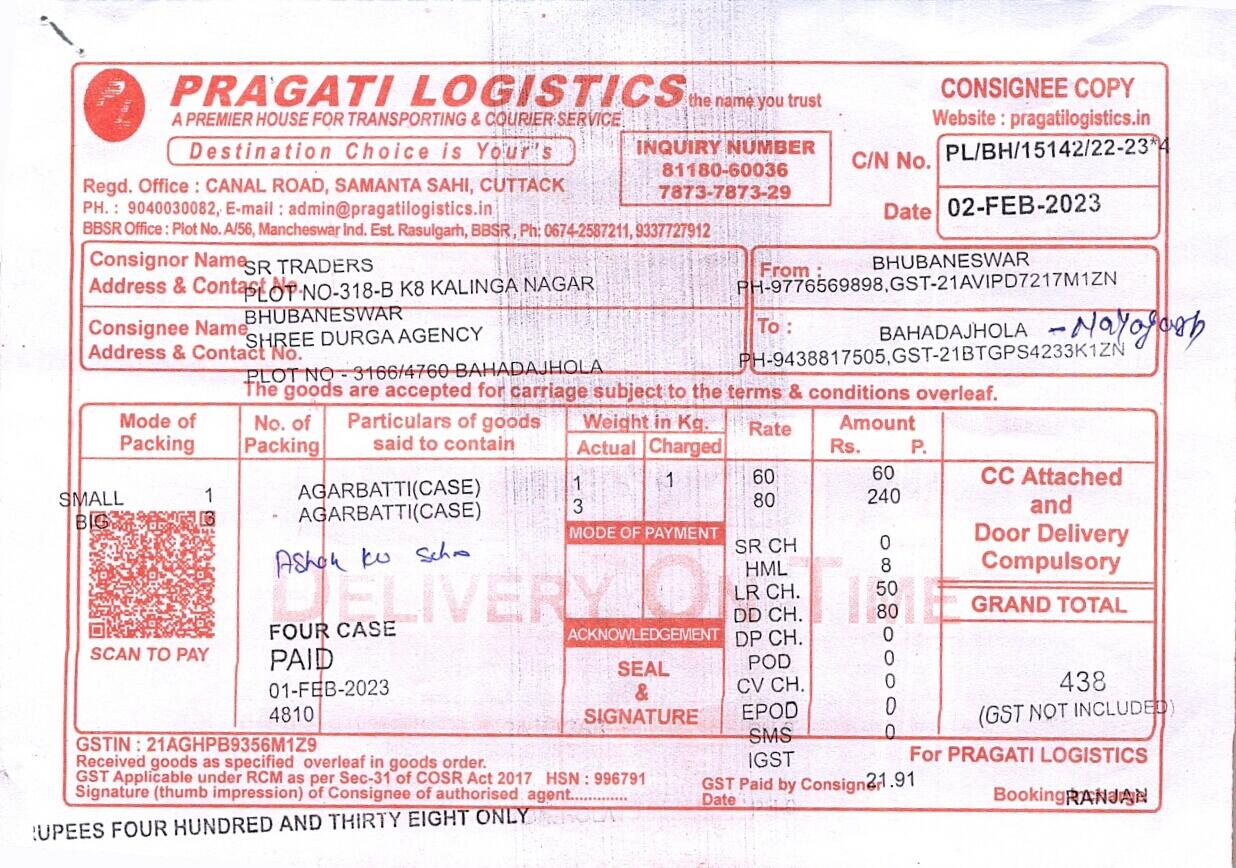 PRAGATI LOGISTICS the name you trust
A PREMIER HOUSE FOR TRANSPORTING & COURIER SERVICE
Destination Choice is Your's
INQUIRY NUMBER
81180-60036
7873-7873-29
CONSIGNEE COPY
Website : pragatilogistics.in
C/N No. PL/BH/15142/22-23*4
Date 02-FEB-2023
Regd. Office : CANAL ROAD, SAMANTA SAHI, CUTTACK
PH. : 9040030082, E-mail : admin@pragatilogistics.in
BBSR Office : Plot No. A/56, Mancheswar Ind. Est. Rasulgarh, BBSR, Ph: 0674-2587211, 9337727912
Consignor Name SR TRADERS
Address & Contact No. PLOT NO-318-B K8 KALINGA NAGAR
BHUBANESWAR
From : BHUBANESWAR
PH-9776569898,GST-21AVIPD7217M1ZN
Consignee Name SHREE DURGA AGENCY
Address & Contact No.
PLOT NO - 3166/4760 BAHADAJHOLA
To : BAHADAJHOLA - Nayagarh
PH-9438817505,GST-21BTGPS4233K1ZN
The goods are accepted for carriage subject to the terms & conditions overleaf.
Mode of Packing No. of Packing Particulars of goods said to contain Weight in Kg. Actual Charged Rate Amount Rs. P.
SMALL 1 AGARBATTI(CASE) 1 1 60 60
BIG 3 AGARBATTI(CASE) 3 80 240
CC Attached
and
Door Delivery
Compulsory
MODE OF PAYMENT
Ashok Ku
DELIVERY ON TIME
SR CH 0
HML 8
LR CH. 50
DD CH. 80
DP CH. 0
POD 0
CV CH. 0
EPOD 0
SMS 0
IGST 21.91
GRAND TOTAL
438
(GST NOT INCLUDED)
ACKNOWLEDGEMENT
SEAL
&
SIGNATURE
FOUR CASE
PAID
01-FEB-2023
4810
SCAN TO PAY
GSTIN : 21AGHPB9356M1Z9
Received goods as specified overleaf in goods order.
GST Applicable under RCM as per Sec-31 of COSR Act 2017 HSN : 996791
Signature (thumb impression) of Consignee of authorised agent.............
GST Paid by Consigner
Date
For PRAGATI LOGISTICS
Booking Incharge RANJAN
RUPEES FOUR HUNDRED AND THIRTY EIGHT ONLY